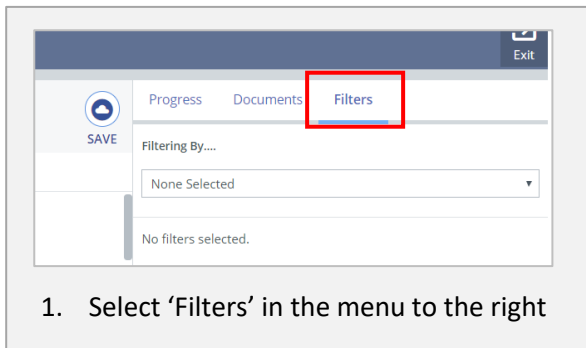 Exit
Progress Documents Filters
SAVE
Filtering By....
None Selected
No filters selected.
1. Select ‘Filters’ in the menu to the right